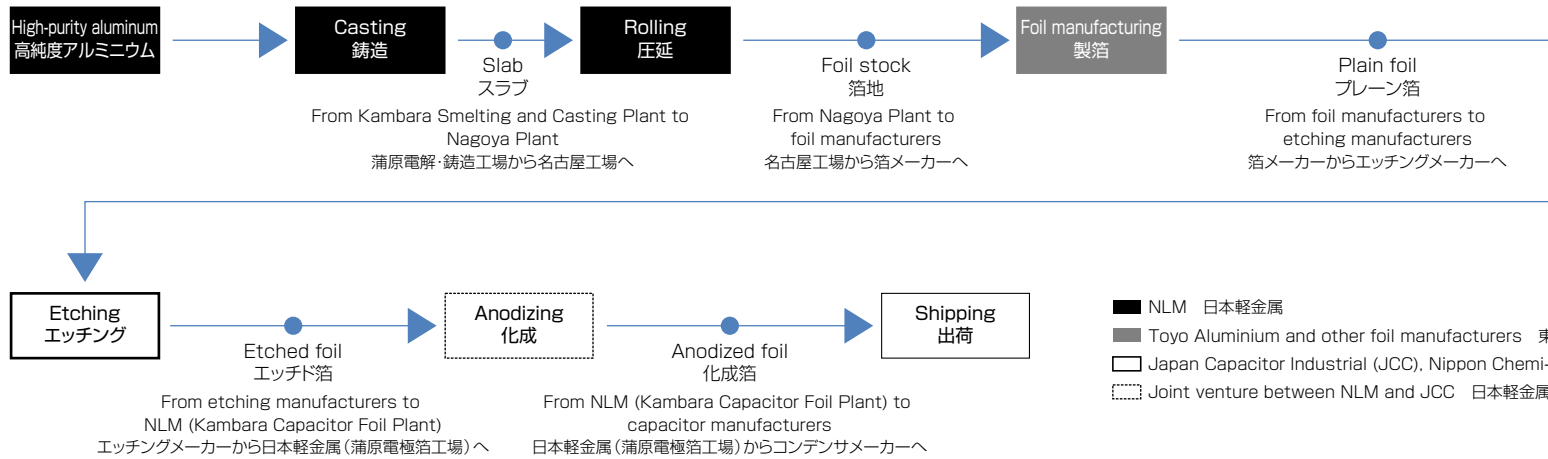 High-purity aluminum
高純度アルミニウム
Casting
鋳造
Rolling
圧延
Foil manufacturing
製箔
Slab
スラブ
From Kambara Smelting and Casting Plant to
Nagoya Plant
蒲原電解・鋳造工場から名古屋工場へ
Foil stock
箔地
From Nagoya Plant to
foil manufacturers
名古屋工場から箔メーカーへ
Plain foil
プレーン箔
From foil manufacturers to
etching manufacturers
箔メーカーからエッチングメーカーへ
Etching
エッチング
Anodizing
化成
Shipping
出荷
Etched foil
エッチド箔
From etching manufacturers to
NLM (Kambara Capacitor Foil Plant)
エッチングメーカーから日本軽金属（蒲原電極箔工場）へ
Anodized foil
化成箔
From NLM (Kambara Capacitor Foil Plant) to
capacitor manufacturers
日本軽金属（蒲原電極箔工場）からコンデンサメーカーへ
NLM 日本軽金属
Toyo Aluminium and other foil manufacturers 東
Japan Capacitor Industrial (JCC), Nippon Chemi-
Joint venture between NLM and JCC 日本軽金属